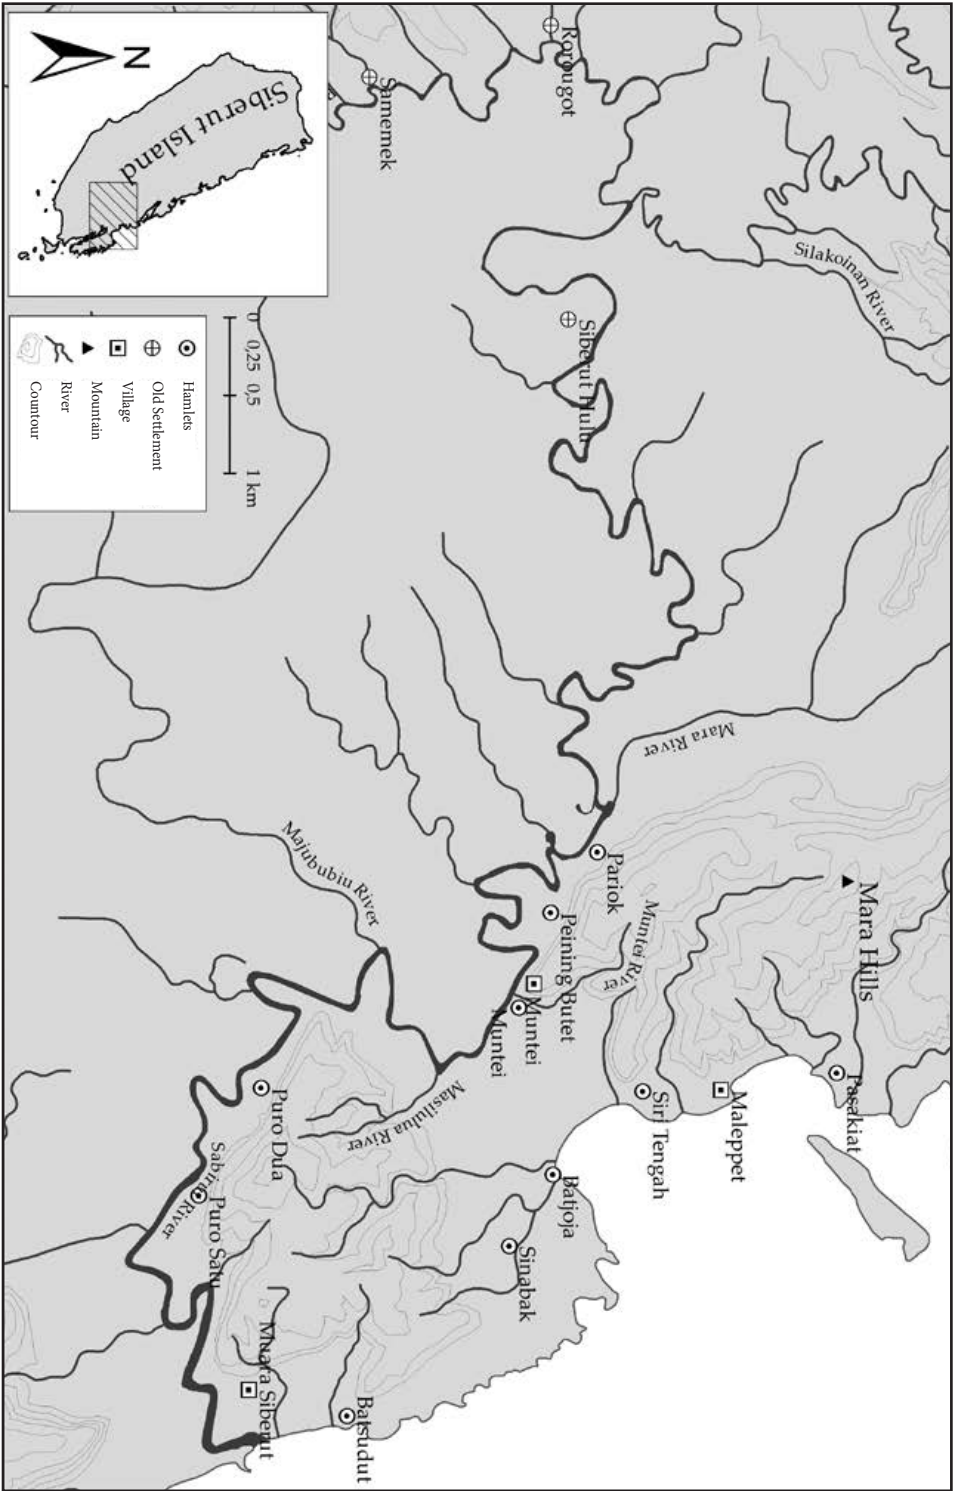 Mara Hills
Pasakiat
Silakoinan River
Maleppet
Mara River
Siri Tengah
Muntei River
Pariok
Rorougot
Siberut Hulu
Peining Butet
Batjoja
Muntei
Muntei
Sinabak
Masilulua River
Samemek
Majububiu River
Batsudut
Puro Dua
Muara Siberut
Sabirut River
Puro Satu
N
Siberut Island
0 0,25 0,5 1 km
Hamlets
Old Settlement
Village
Mountain
River
Countour